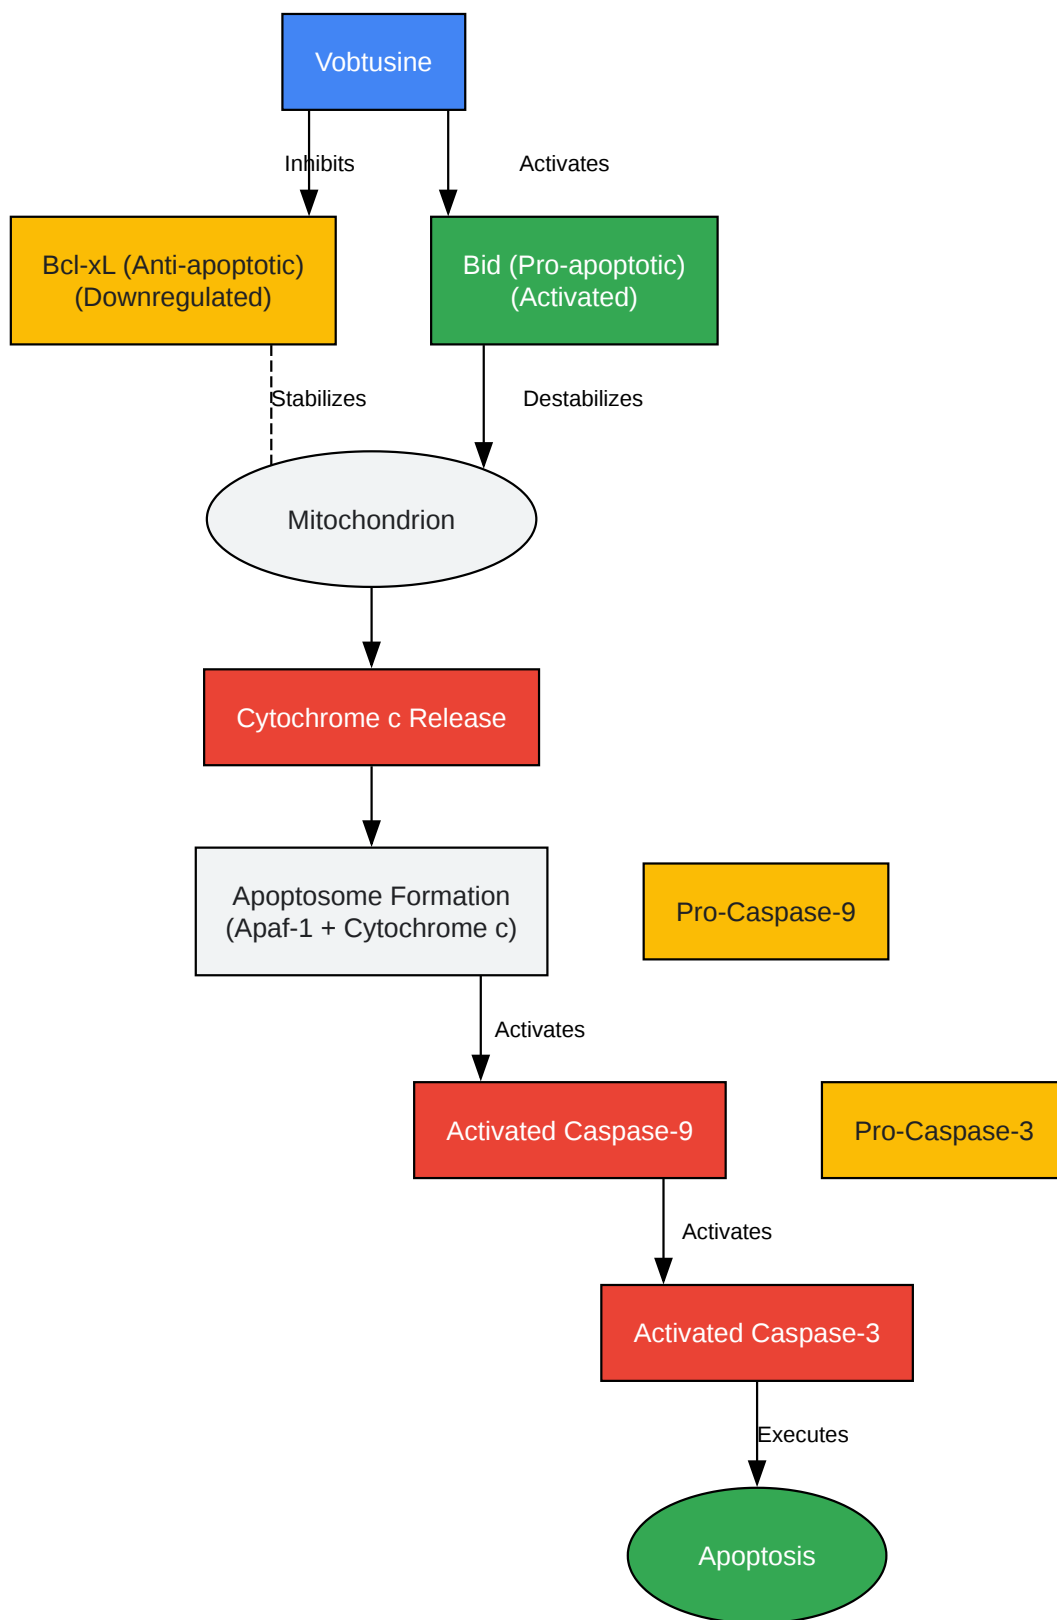 Vobtusine
Inhibits
Activates
Bcl-xL (Anti-apoptotic)
(Downregulated)
Bid (Pro-apoptotic)
(Activated)
Stabilizes
Destabilizes
Mitochondrion
Cytochrome c Release
Apoptosome Formation
(Apaf-1 + Cytochrome c)
Pro-Caspase-9
Activates
Activated Caspase-9
Pro-Caspase-3
Activates
Activated Caspase-3
Executes
Apoptosis